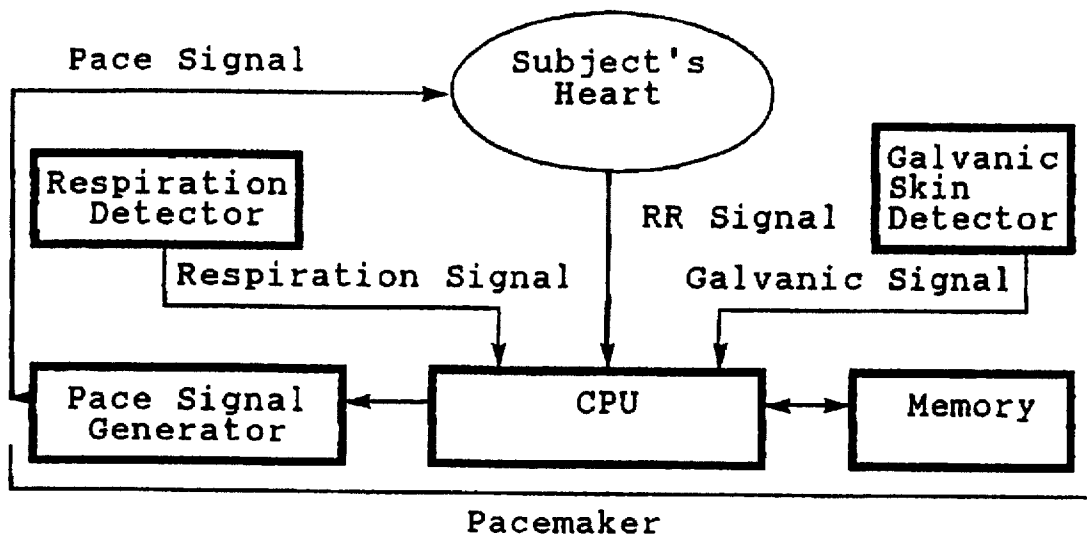 Pace Signal
Subject's
Heart
Respiration
Detector
Galvanic
Skin
Detector
RR Signal
Respiration Signal
Galvanic Signal
Pace Signal
Generator
CPU
Memory
Pacemaker